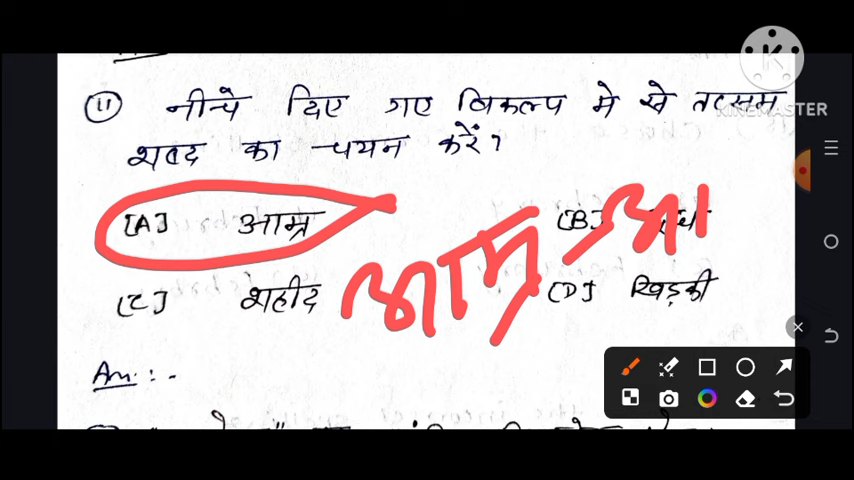 KINEMASTER
(11) नीचे दिए गए विकल्प मे से तत्सम
शब्द का चयन करें?
[A] आम्र [B]
आम्र आ
[C] शहीद [D] खिड़की
Ans:-